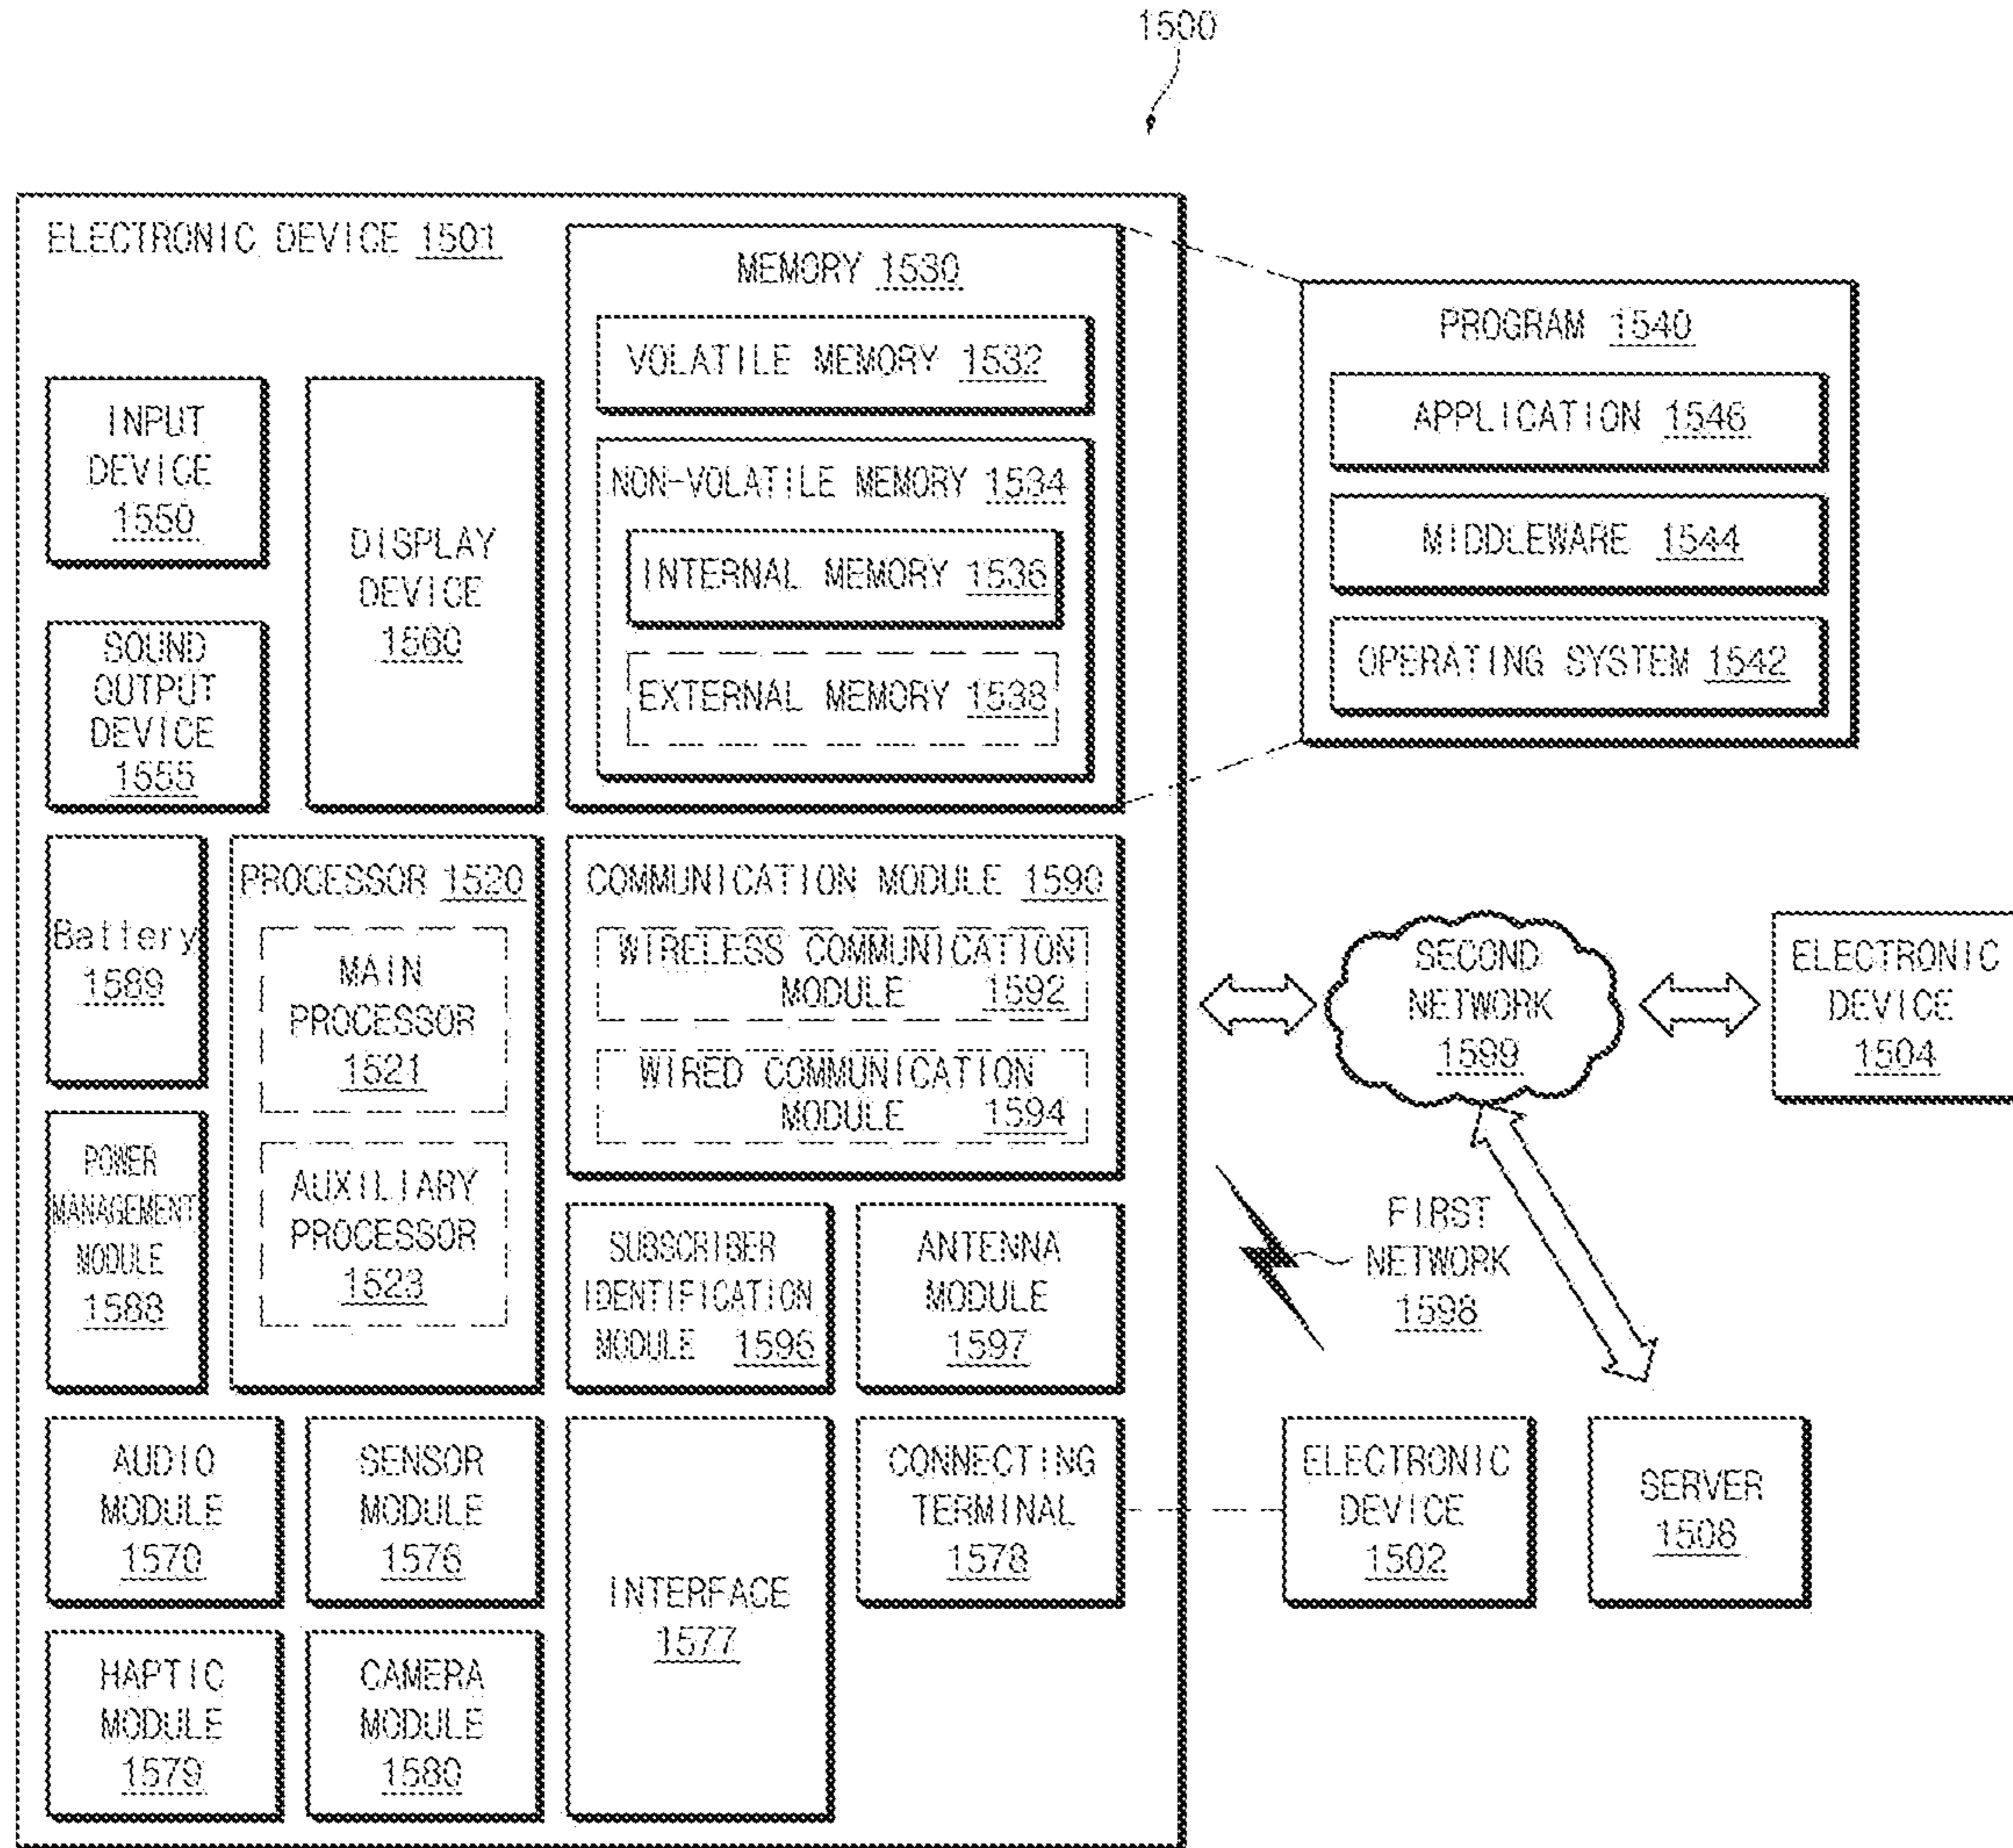 1500
ELECTRONIC DEVICE 1501
MEMORY 1530
VOLATILE MEMORY 1532
NON-VOLATILE MEMORY 1534
INTERNAL MEMORY 1536
EXTERNAL MEMORY 1538
PROGRAM 1540
APPLICATION 1546
MIDDLEWARE 1544
OPERATING SYSTEM 1542
INPUT
DEVICE
1550
DISPLAY
DEVICE
1560
SOUND
OUTPUT
DEVICE
1555
Battery
1589
PROCESSOR 1520
MAIN
PROCESSOR
1521
AUXILIARY
PROCESSOR
1523
POWER
MANAGEMENT
MODULE
1588
COMMUNICATION MODULE 1590
WIRELESS COMMUNICATION
MODULE 1592
WIRED COMMUNICATION
MODULE 1594
SUBSCRIBER
IDENTIFICATION
MODULE 1596
ANTENNA
MODULE
1597
SECOND
NETWORK
1599
ELECTRONIC
DEVICE
1504
FIRST
NETWORK
1598
AUDIO
MODULE
1570
SENSOR
MODULE
1576
INTERFACE
1577
CONNECTING
TERMINAL
1578
ELECTRONIC
DEVICE
1502
SERVER
1508
HAPTIC
MODULE
1579
CAMERA
MODULE
1580